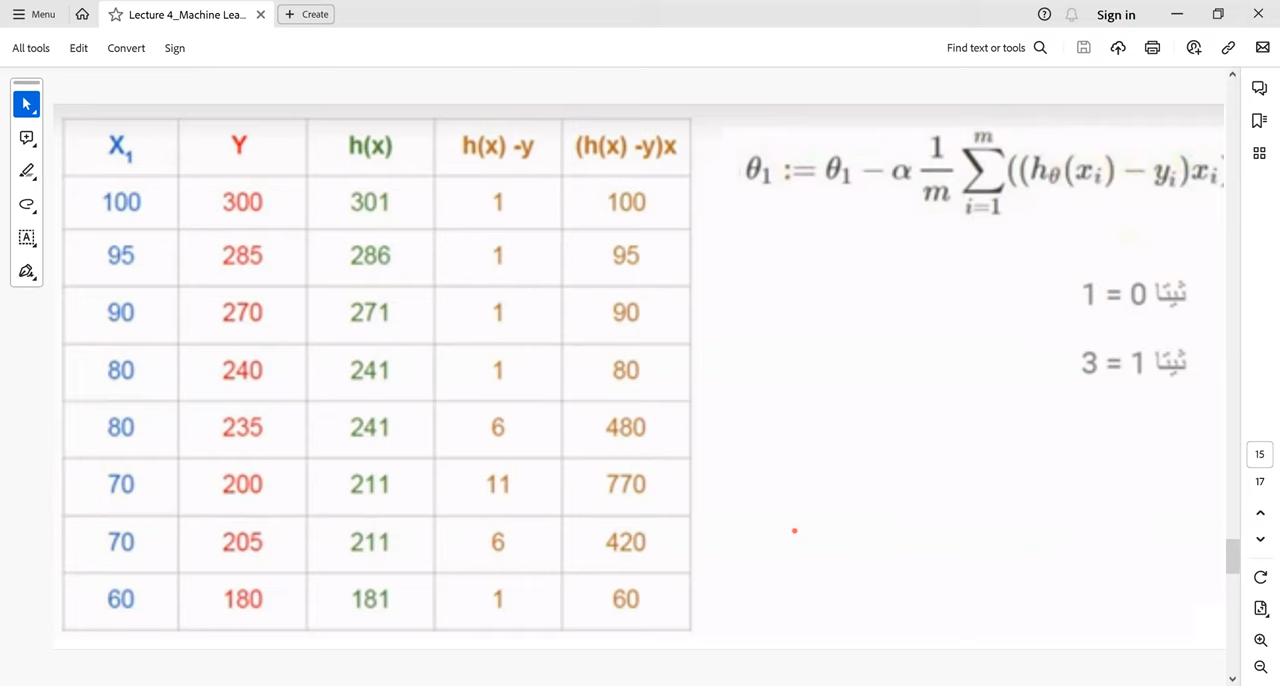 Menu
Lecture 4_Machine Lea...
Create
Sign in
All tools Edit Convert Sign
Find text or tools
X₁ Y h(x) h(x) -y (h(x) -y)x
100 300 301 1 100
95 285 286 1 95
90 270 271 1 90
80 240 241 1 80
80 235 241 6 480
70 200 211 11 770
70 205 211 6 420
60 180 181 1 60
θ₁ := θ₁ − α 1/m ∑ᵢ₌₁ᵐ((hθ(xᵢ) − yᵢ)xᵢ)
ثيتا 0 = 1
ثيتا 1 = 3
15
17